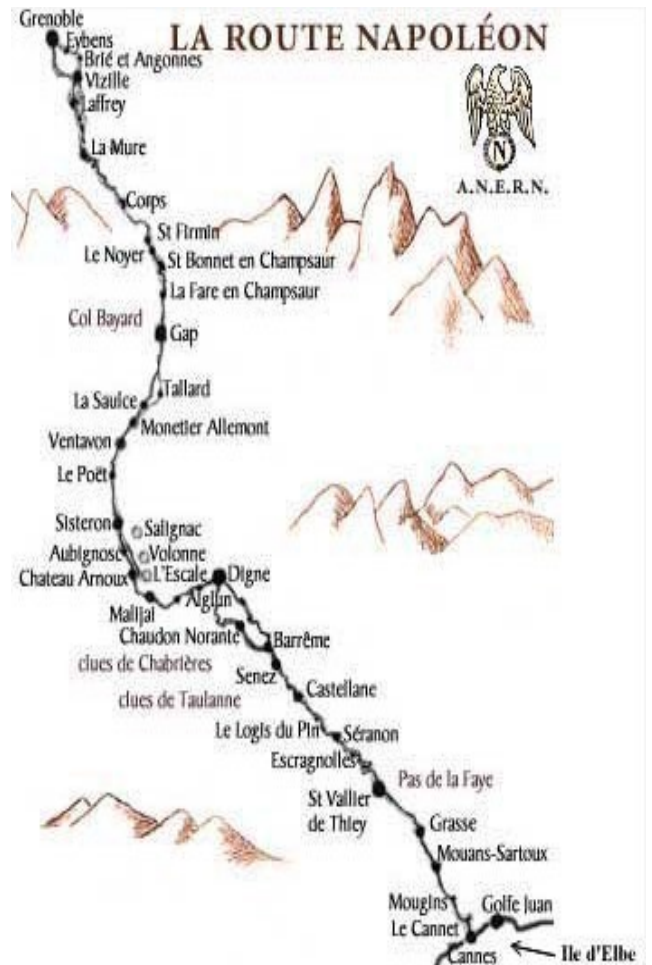 LA ROUTE NAPOLÉON
N
A.N.E.R.N.
Grenoble
Eybens
Brié et Angonnes
Vizille
Laffrey
La Mure
Corps
St Firmin
Le Noyer
St Bonnet en Champsaur
La Fare en Champsaur
Col Bayard
Gap
Tallard
La Saulce
Monetier Allemont
Ventavon
Le Poët
Sisteron
Salignac
Aubignosc
Volonne
Chateau Arnoux
L'Escale
Digne
Aiglun
Malijai
Chaudon Norante
Barrême
clues de Chabrières
Senez
clues de Taulanne
Castellane
Le Logis du Pin
Séranon
Escragnolles
Pas de la Faye
St Vallier
de Thiey
Grasse
Mouans-Sartoux
Mougins
Golfe Juan
Le Cannet
Cannes
Ile d'Elbe